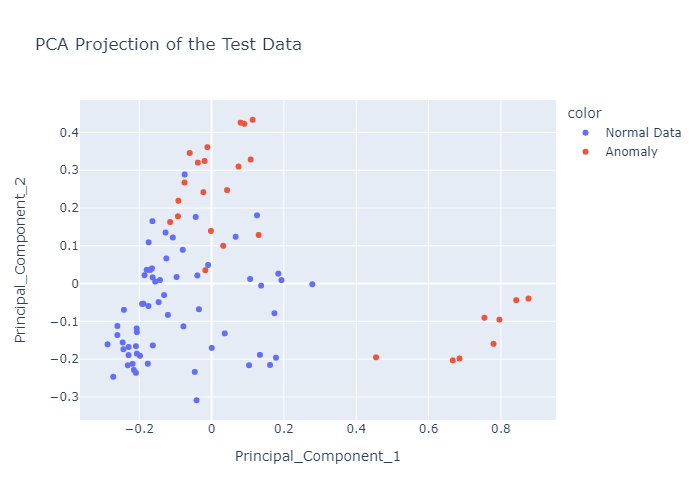 PCA Projection of the Test Data
color
Normal Data
Anomaly
Principal_Component_2
0.4
0.3
0.2
0.1
0
−0.1
−0.2
−0.3
−0.2
0
0.2
0.4
0.6
0.8
Principal_Component_1